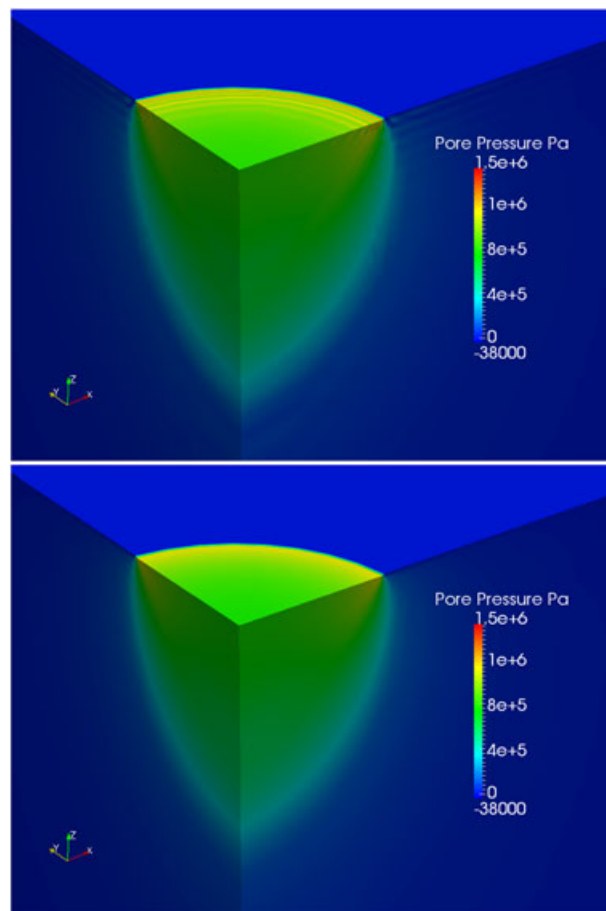 Pore Pressure Pa
1.5e+6
1e+6
8e+5
4e+5
0
-38000
Z
Y
X
Pore Pressure Pa
1.5e+6
1e+6
8e+5
4e+5
0
-38000
Z
Y
X